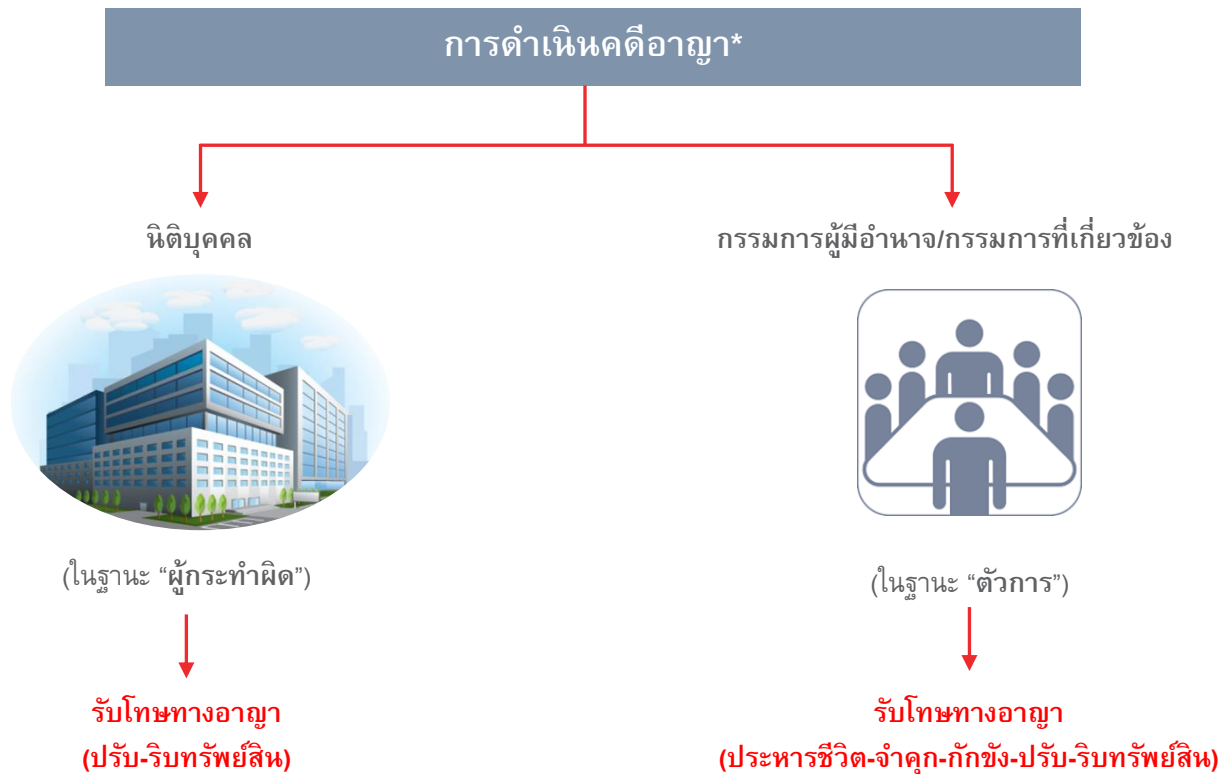 การดำเนินคดีอาญา*
นิติบุคคล
กรรมการผู้มีอำนาจ/กรรมการที่เกี่ยวข้อง
(ในฐานะ “ผู้กระทำผิด”)
(ในฐานะ “ตัวการ”)
รับโทษทางอาญา
(ปรับ-ริบทรัพย์สิน)
รับโทษทางอาญา
(ประหารชีวิต-จำคุก-กักขัง-ปรับ-ริบทรัพย์สิน)